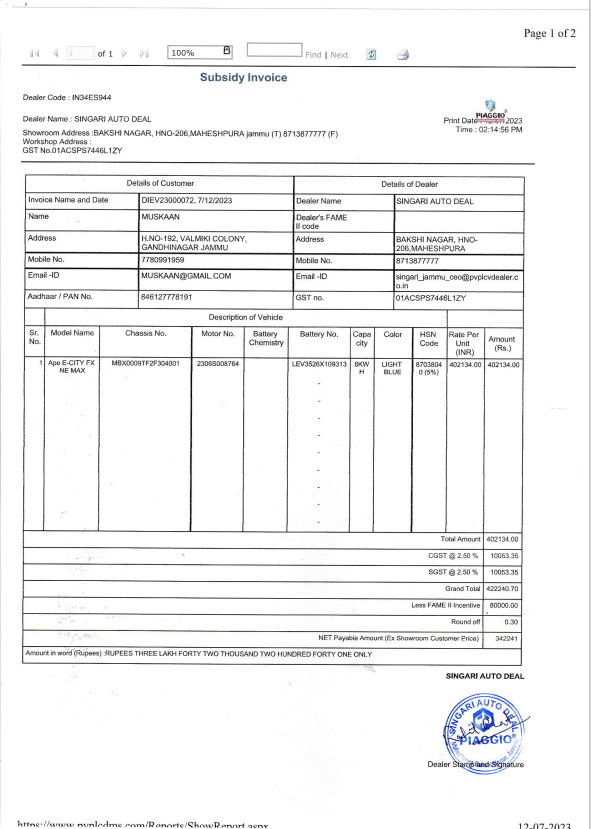 Page 1 of 2
1 of 1 100% Find | Next
Subsidy Invoice
Dealer Code : IN34ES944
PIAGGIO
Dealer Name : SINGARI AUTO DEAL
Print Date 2023
Time : 02:14:56 PM
Showroom Address :BAKSHI NAGAR, HNO-206,MAHESHPURA jammu (T) 8713877777 (F)
Workshop Address :
GST No.01ACSPS7446L1ZY
Details of Customer Details of Dealer
Invoice Name and Date DIEV23000072, 7/12/2023 Dealer Name SINGARI AUTO DEAL
Name MUSKAAN Dealer's FAME
II code
Address H.NO-192, VALMIKI COLONY, Address BAKSHI NAGAR, HNO-
GANDHINAGAR JAMMU 206,MAHESHPURA
Mobile No. 7780991959 Mobile No. 8713877777
Email -ID MUSKAAN@GMAIL.COM Email -ID singari_jammu_ceo@pvplcvdealer.c
o.in
Aadhaar / PAN No. 846127778191 GST no. 01ACSPS7446L1ZY
Description of Vehicle
Sr. Model Name Chassis No. Motor No. Battery Battery No. Capa Color HSN Rate Per Amount
No. Chemistry city Code Unit (Rs.)
(INR)
1 Ape E-CITY FX MBX0009TF2F304001 2306S008764 LEV3526X109313 8KW LIGHT 8703804 402134.00 402134.00
NE MAX H BLUE 0 (5%)
-
-
-
-
-
-
-
-
-
Total Amount 402134.00
CGST @ 2.50 % 10053.35
SGST @ 2.50 % 10053.35
Grand Total 422240.70
Less FAME II Incentive 80000.00
Round off 0.30
NET Payable Amount (Ex Showroom Customer Price) 342241
Amount in word (Rupees) :RUPEES THREE LAKH FORTY TWO THOUSAND TWO HUNDRED FORTY ONE ONLY
SINGARI AUTO DEAL
SINGARI AUTO DEAL
PIAGGIO
Dealer Stamp and Signature
https://www.pvplcdms.com/Reports/ShowReport.aspx 12-07-2023